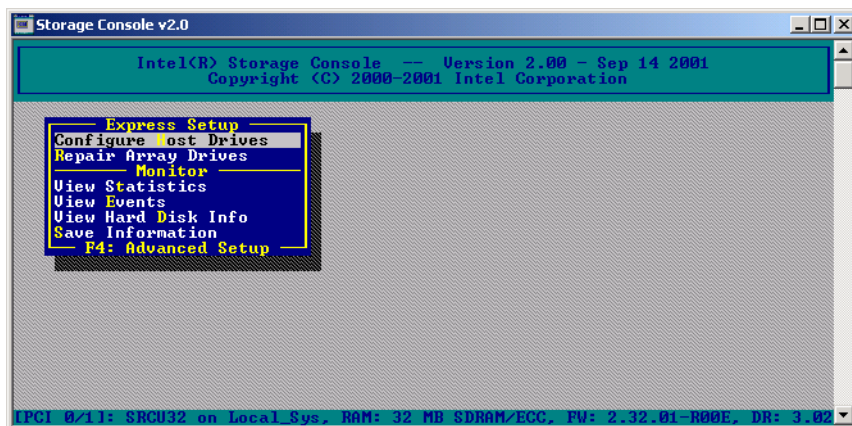 Storage Console v2.0
Intel(R) Storage Console -- Version 2.00 - Sep 14 2001
Copyright (C) 2000-2001 Intel Corporation
Express Setup
Configure Host Drives
Repair Array Drives
Monitor
View Statistics
View Events
View Hard Disk Info
Save Information
F4: Advanced Setup
[PCI 0/1]: SRCU32 on Local_Sys, RAM: 32 MB SDRAM/ECC, FW: 2.32.01-R00E, DR: 3.02